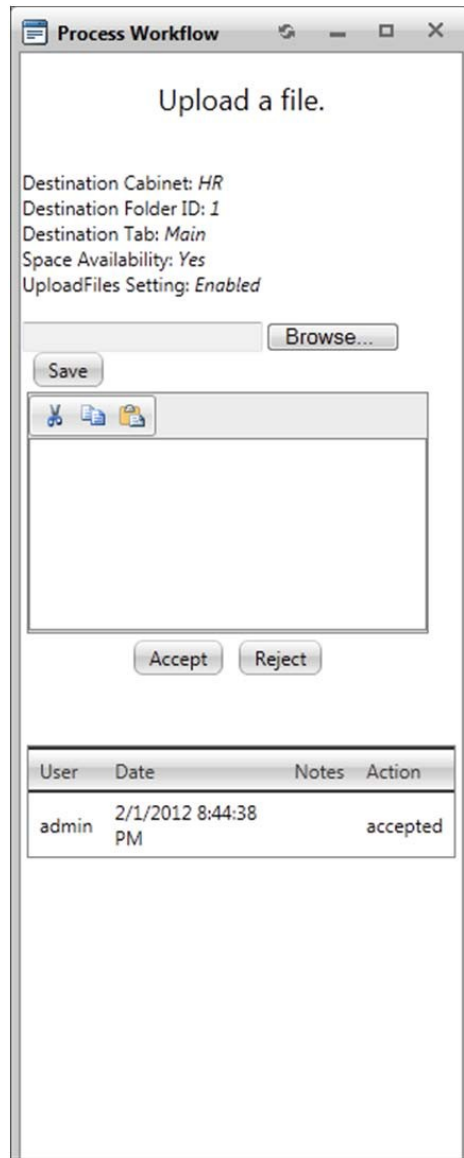 Process Workflow
Upload a file.
Destination Cabinet: HR
Destination Folder ID: 1
Destination Tab: Main
Space Availability: Yes
UploadFiles Setting: Enabled
Browse...
Save
Accept Reject
User Date Notes Action
admin 2/1/2012 8:44:38 PM accepted